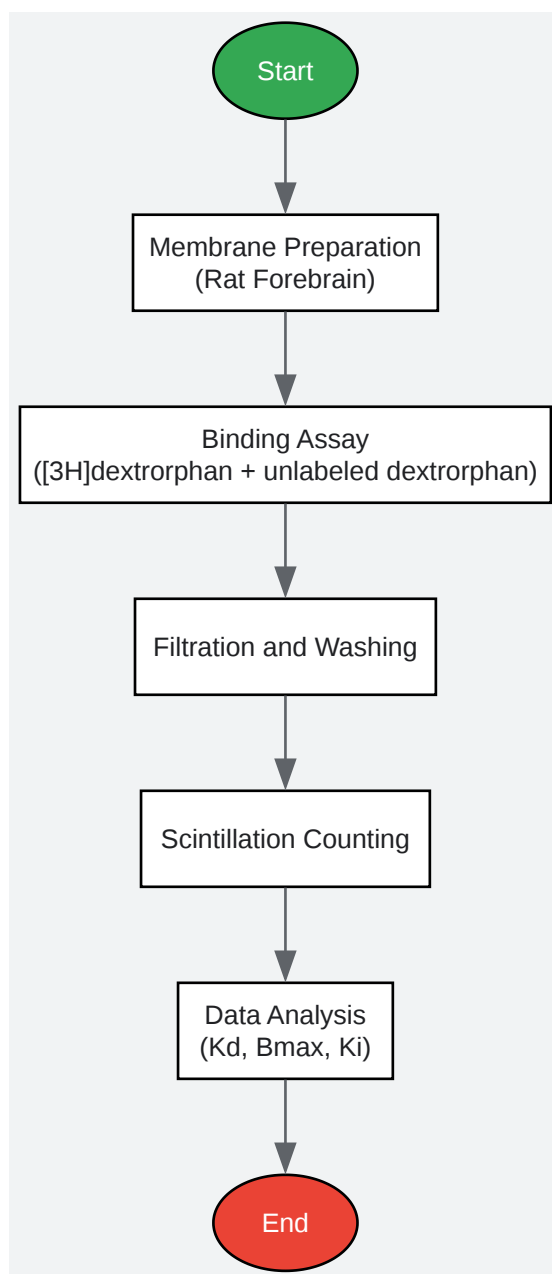 Start
Membrane Preparation
(Rat Forebrain)
Binding Assay
([3H]dextrorphan + unlabeled dextrorphan)
Filtration and Washing
Scintillation Counting
Data Analysis
(Kd, Bmax, Ki)
End